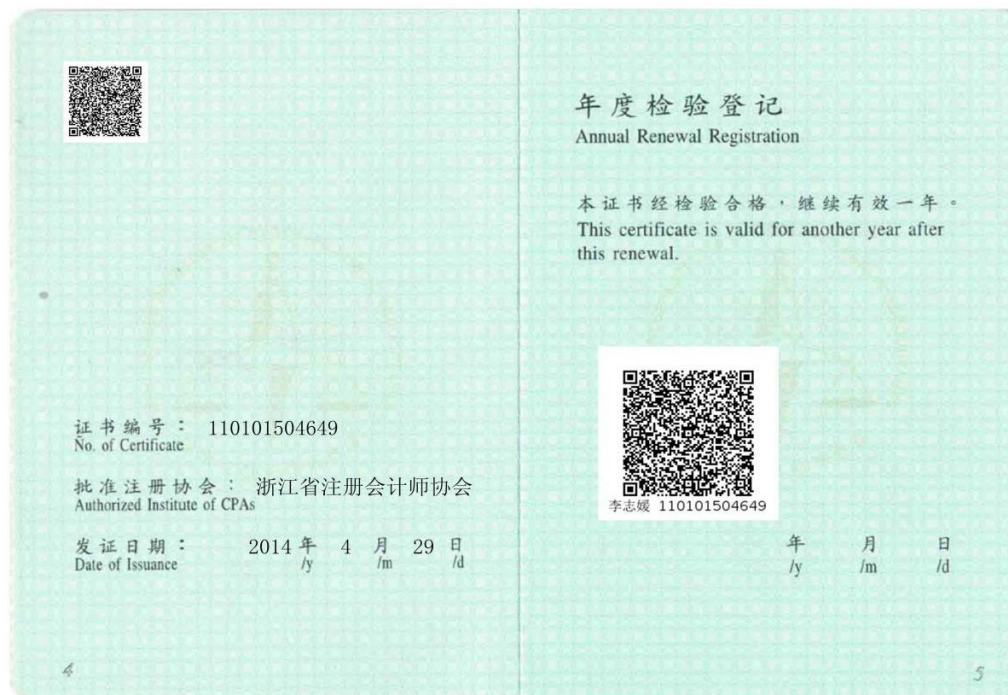 证书编号： 110101504649
No. of Certificate
批准注册协会： 浙江省注册会计师协会
Authorized Institute of CPAs
发证日期： 2014 年 4 月 29 日
Date of Issuance /y /m /d
4
年度检验登记
Annual Renewal Registration
本证书经检验合格，继续有效一年。
This certificate is valid for another year after
this renewal.
李志媛 110101504649
年 月 日
/y /m /d
5